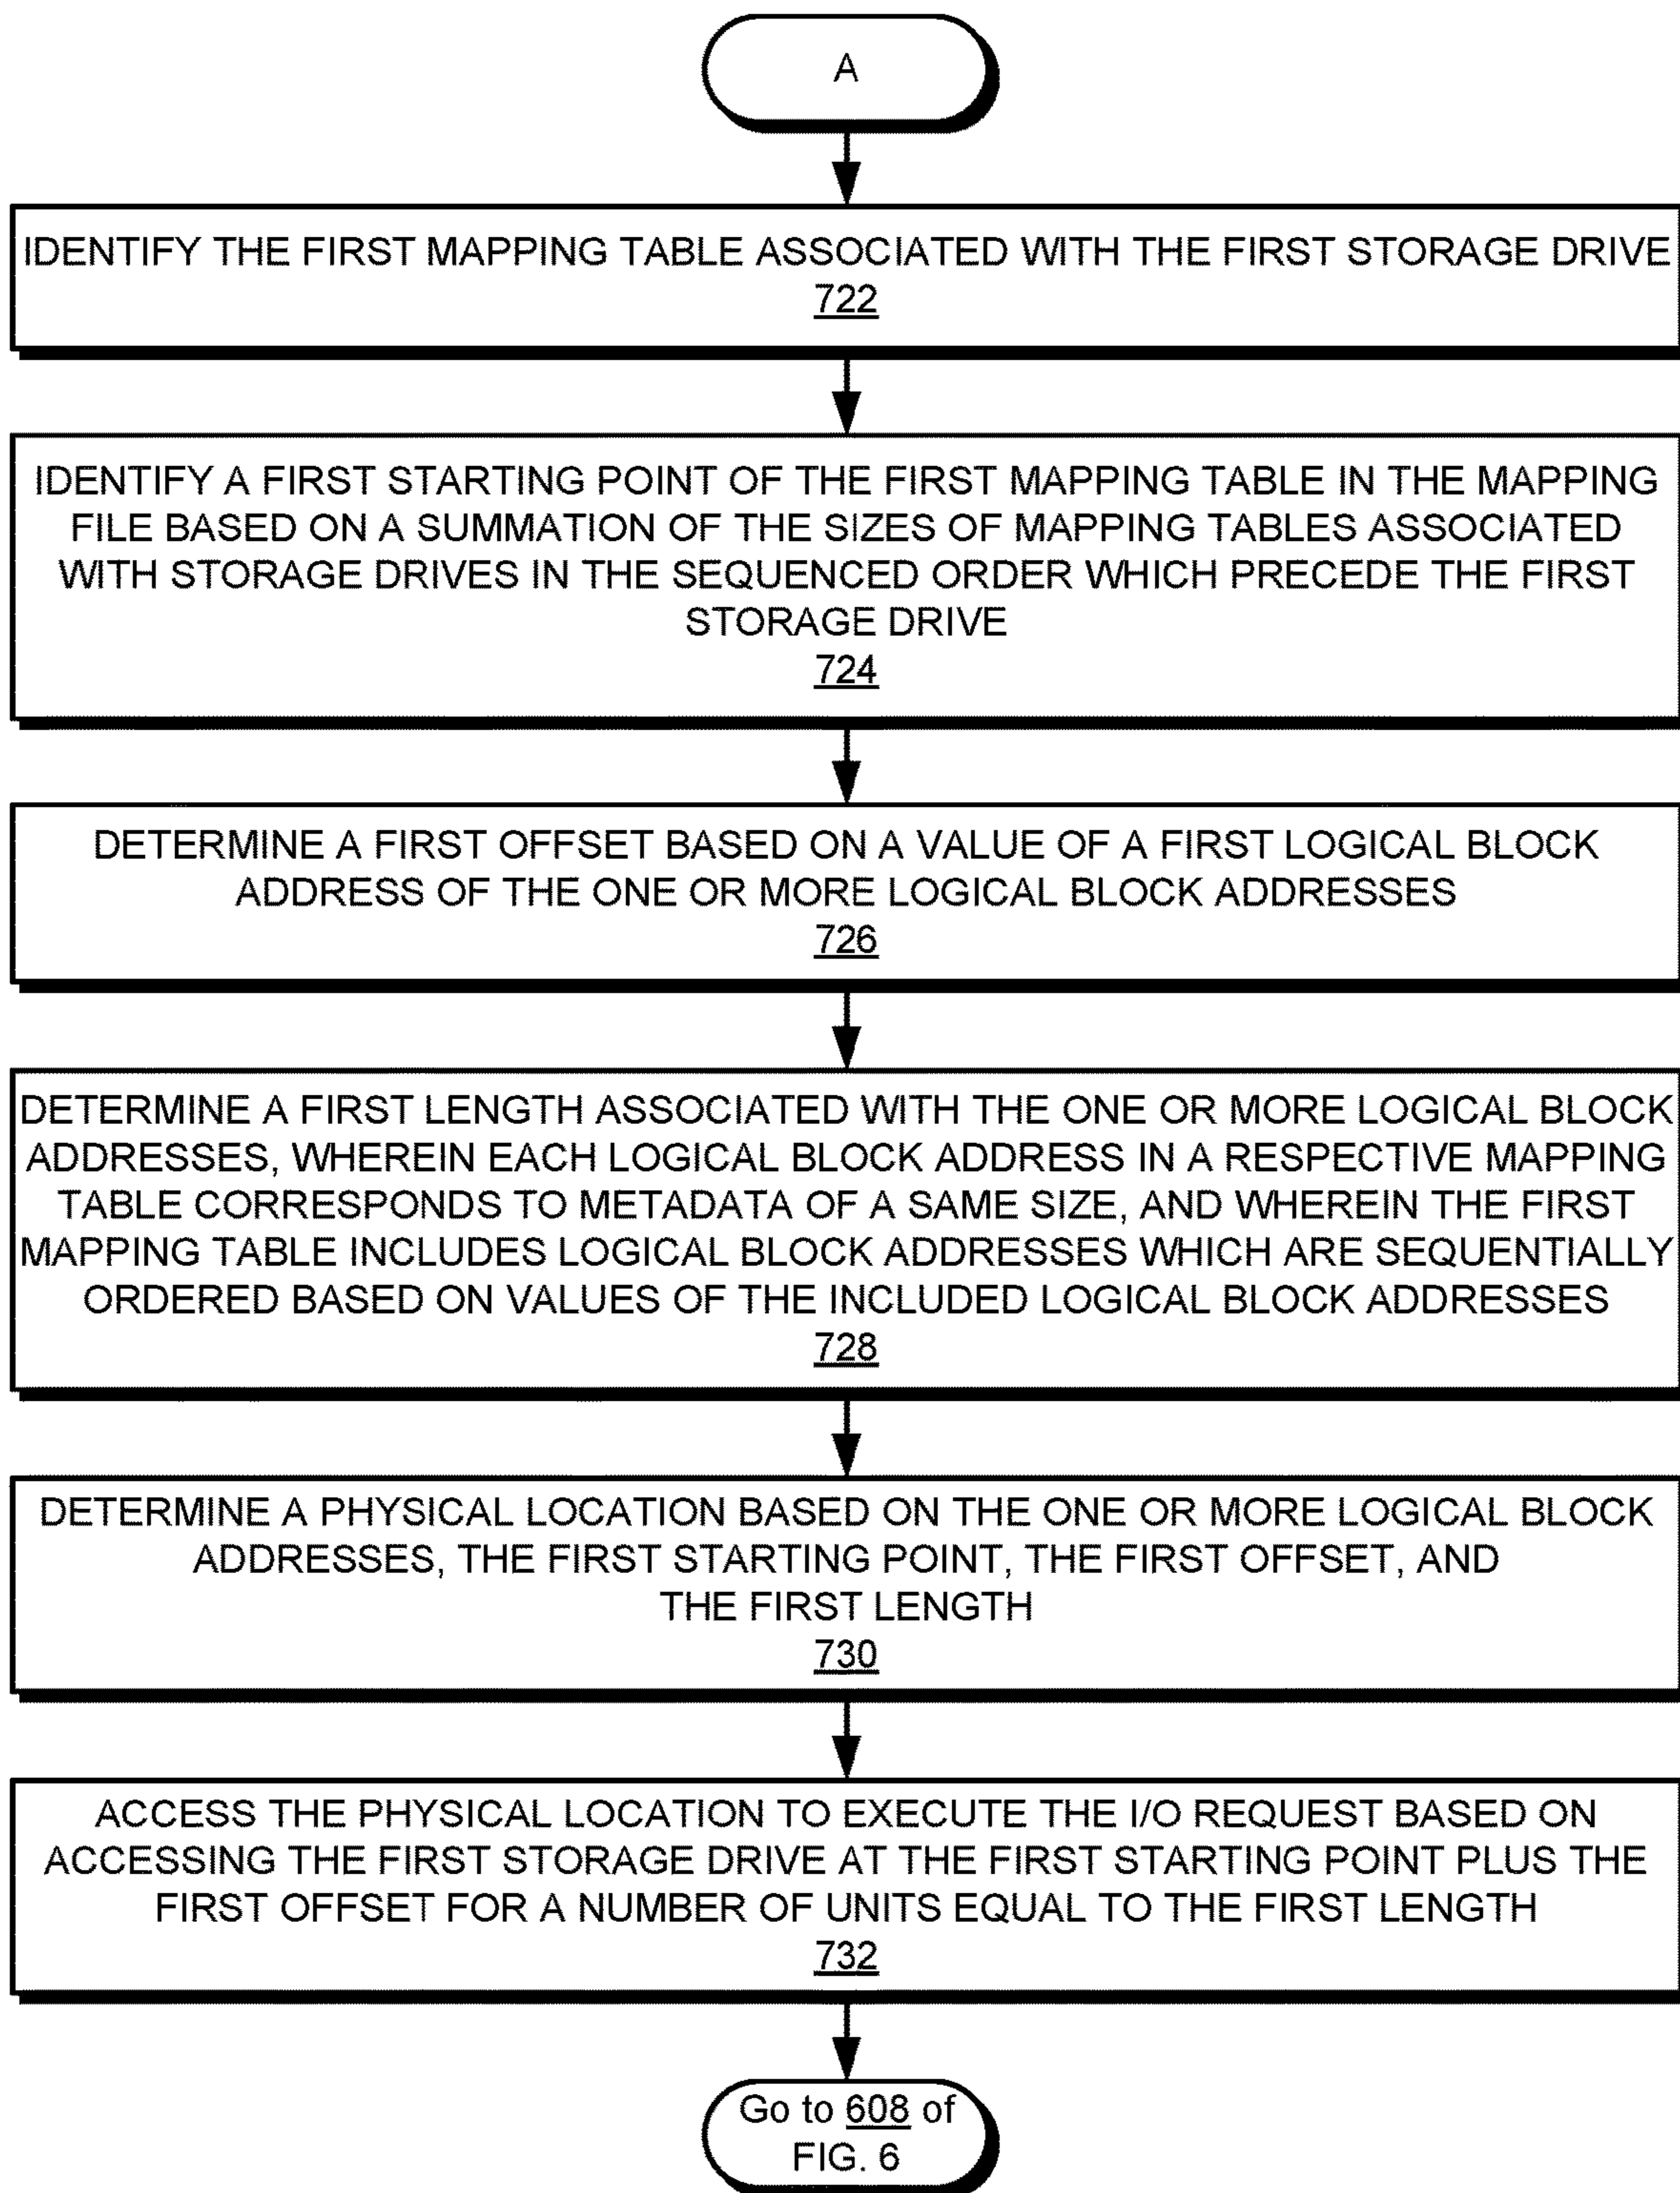 A
IDENTIFY THE FIRST MAPPING TABLE ASSOCIATED WITH THE FIRST STORAGE DRIVE
722
IDENTIFY A FIRST STARTING POINT OF THE FIRST MAPPING TABLE IN THE MAPPING
FILE BASED ON A SUMMATION OF THE SIZES OF MAPPING TABLES ASSOCIATED
WITH STORAGE DRIVES IN THE SEQUENCED ORDER WHICH PRECEDE THE FIRST
STORAGE DRIVE
724
DETERMINE A FIRST OFFSET BASED ON A VALUE OF A FIRST LOGICAL BLOCK
ADDRESS OF THE ONE OR MORE LOGICAL BLOCK ADDRESSES
726
DETERMINE A FIRST LENGTH ASSOCIATED WITH THE ONE OR MORE LOGICAL BLOCK
ADDRESSES, WHEREIN EACH LOGICAL BLOCK ADDRESS IN A RESPECTIVE MAPPING
TABLE CORRESPONDS TO METADATA OF A SAME SIZE, AND WHEREIN THE FIRST
MAPPING TABLE INCLUDES LOGICAL BLOCK ADDRESSES WHICH ARE SEQUENTIALLY
ORDERED BASED ON VALUES OF THE INCLUDED LOGICAL BLOCK ADDRESSES
728
DETERMINE A PHYSICAL LOCATION BASED ON THE ONE OR MORE LOGICAL BLOCK
ADDRESSES, THE FIRST STARTING POINT, THE FIRST OFFSET, AND
THE FIRST LENGTH
730
ACCESS THE PHYSICAL LOCATION TO EXECUTE THE I/O REQUEST BASED ON
ACCESSING THE FIRST STORAGE DRIVE AT THE FIRST STARTING POINT PLUS THE
FIRST OFFSET FOR A NUMBER OF UNITS EQUAL TO THE FIRST LENGTH
732
Go to 608 of
FIG. 6